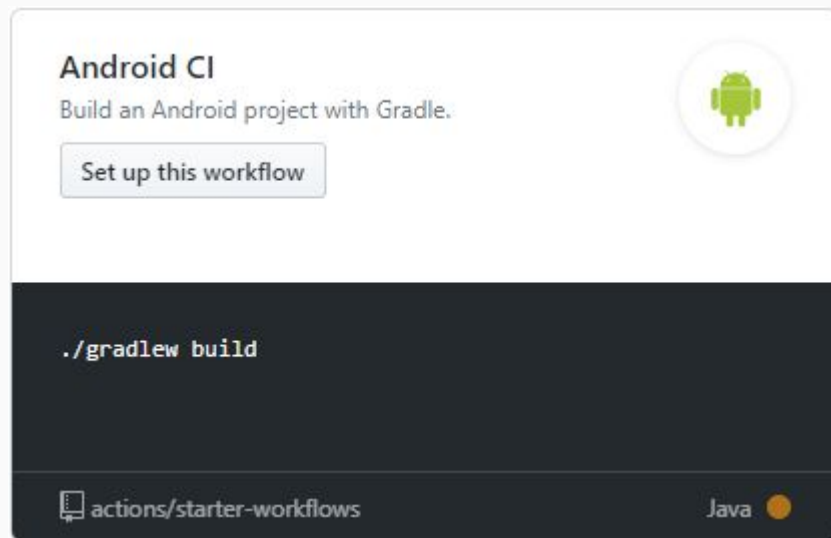 Android CI
Build an Android project with Gradle.
Set up this workflow
./gradlew build
actions/starter-workflows
Java